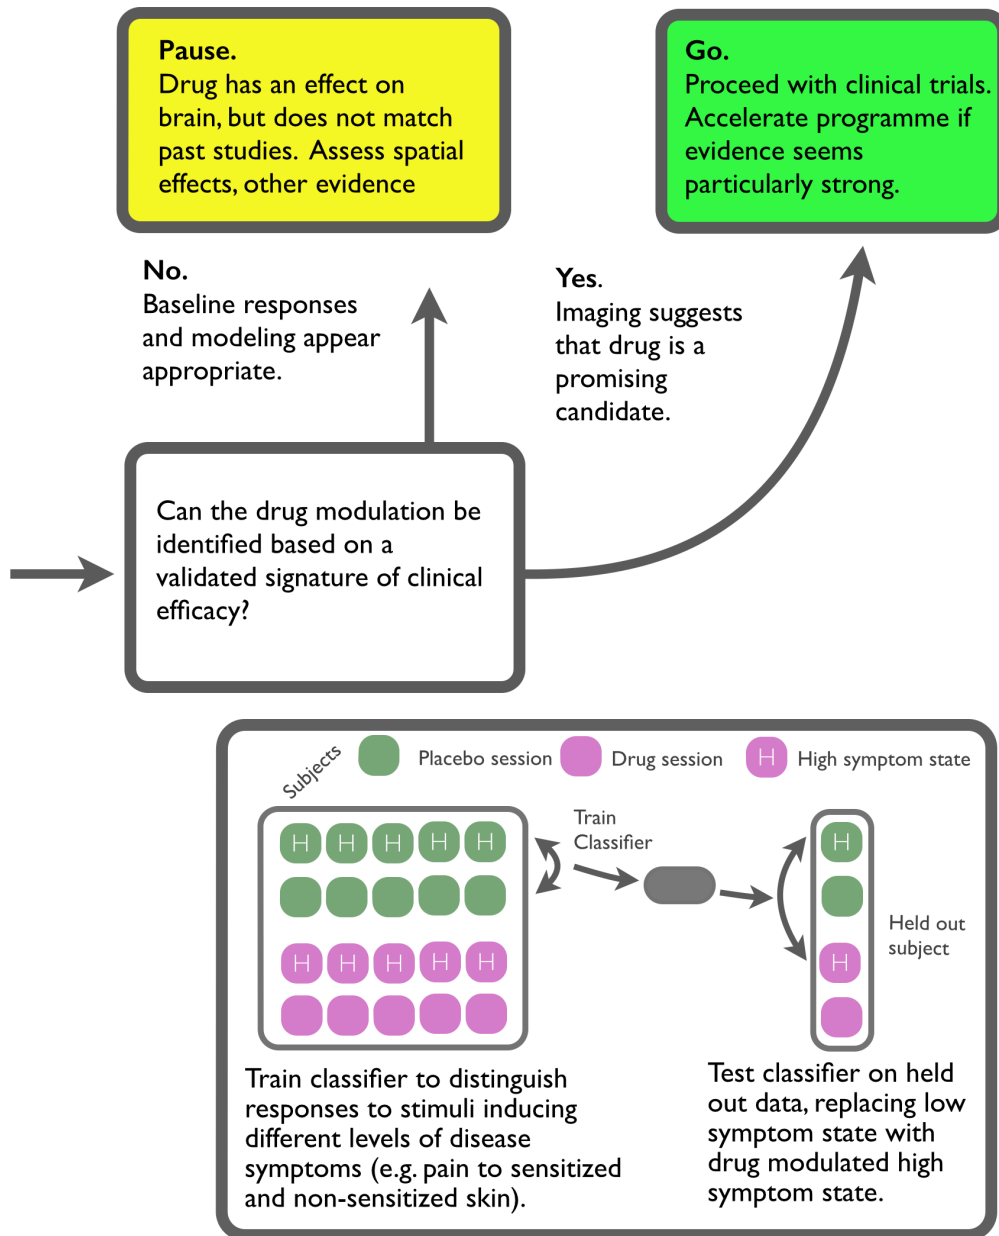 Pause.
Drug has an effect on
brain, but does not match
past studies. Assess spatial
effects, other evidence
Go.
Proceed with clinical trials.
Accelerate programme if
evidence seems
particularly strong.
No.
Baseline responses
and modeling appear
appropriate.
Yes.
Imaging suggests
that drug is a
promising
candidate.
Can the drug modulation be
identified based on a
validated signature of clinical
efficacy?
Subjects
Placebo session
Drug session
H
High symptom state
H H H H H
H H H H H
Train
Classifier
H
H
Held out
subject
Train classifier to distinguish
responses to stimuli inducing
different levels of disease
symptoms (e.g. pain to sensitized
and non-sensitized skin).
Test classifier on held
out data, replacing low
symptom state with
drug modulated high
symptom state.